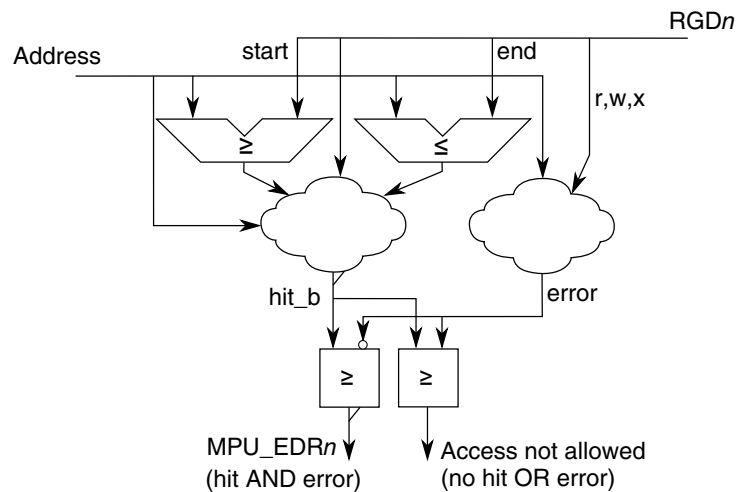 RGDn
Address
start
end
r,w,x
≥
≤
hit_b
error
≥
≥
MPU_EDRn
(hit AND error)
Access not allowed
(no hit OR error)